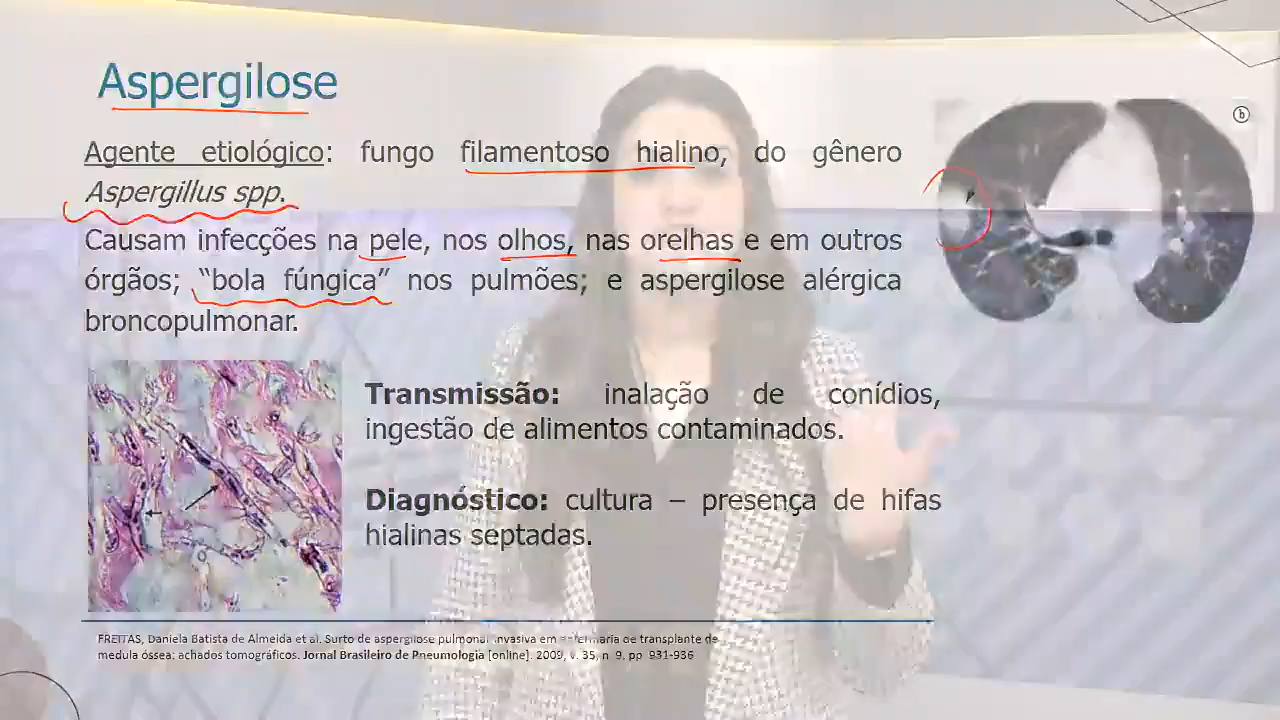 Aspergilose
Agente etiológico: fungo filamentoso hialino, do gênero
Aspergillus spp.
Causam infecções na pele, nos olhos, nas orelhas e em outros
órgãos; “bola fúngica” nos pulmões; e aspergilose alérgica
broncopulmonar.
b
Transmissão: inalação de conídios,
ingestão de alimentos contaminados.
Diagnóstico: cultura – presença de hifas
hialinas septadas.
FREITAS, Daniela Batista de Almeida et al. Surto de aspergilose pulmonar invasiva em enfermaria de transplante de
medula óssea: achados tomográficos. Jornal Brasileiro de Pneumologia [online]. 2009, v. 35, n. 9, pp. 931-936